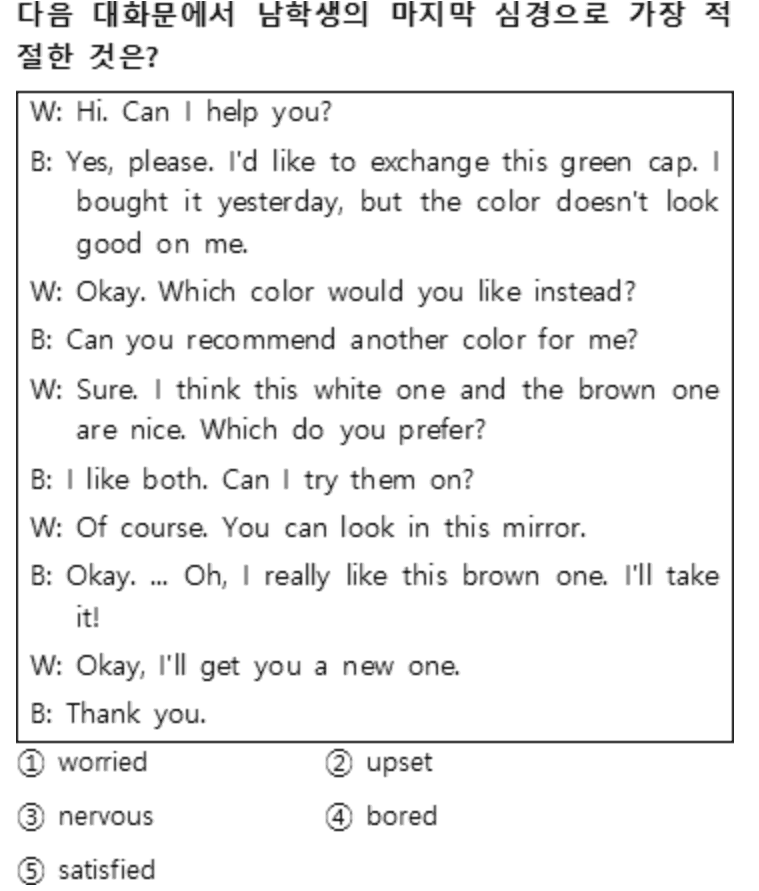 다음 대화문에서 남학생의 마지막 심경으로 가장 적
절한 것은?
W: Hi. Can I help you?
B: Yes, please. I'd like to exchange this green cap. I
bought it yesterday, but the color doesn't look
good on me.
W: Okay. Which color would you like instead?
B: Can you recommend another color for me?
W: Sure. I think this white one and the brown one
are nice. Which do you prefer?
B: I like both. Can I try them on?
W: Of course. You can look in this mirror.
B: Okay. ... Oh, I really like this brown one. I'll take
it!
W: Okay, I'll get you a new one.
B: Thank you.
① worried ② upset
③ nervous ④ bored
⑤ satisfied